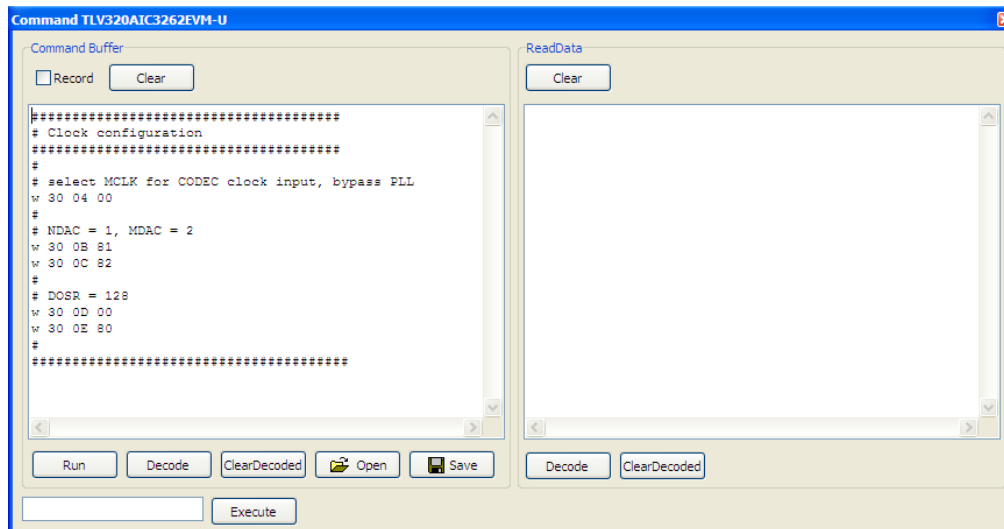 Command TLV320AIC3262EVM-U
Command Buffer
Record
Clear
######################################
# Clock configuration
######################################
#
# select MCLK for CODEC clock input, bypass PLL
w 30 04 00
#
# NDAC = 1, MDAC = 2
w 30 0B 81
w 30 0C 82
#
# DOSR = 128
w 30 0D 00
w 30 0E 80
#
#######################################
Run
Decode
ClearDecoded
Open
Save
Execute
ReadData
Clear
Decode
ClearDecoded